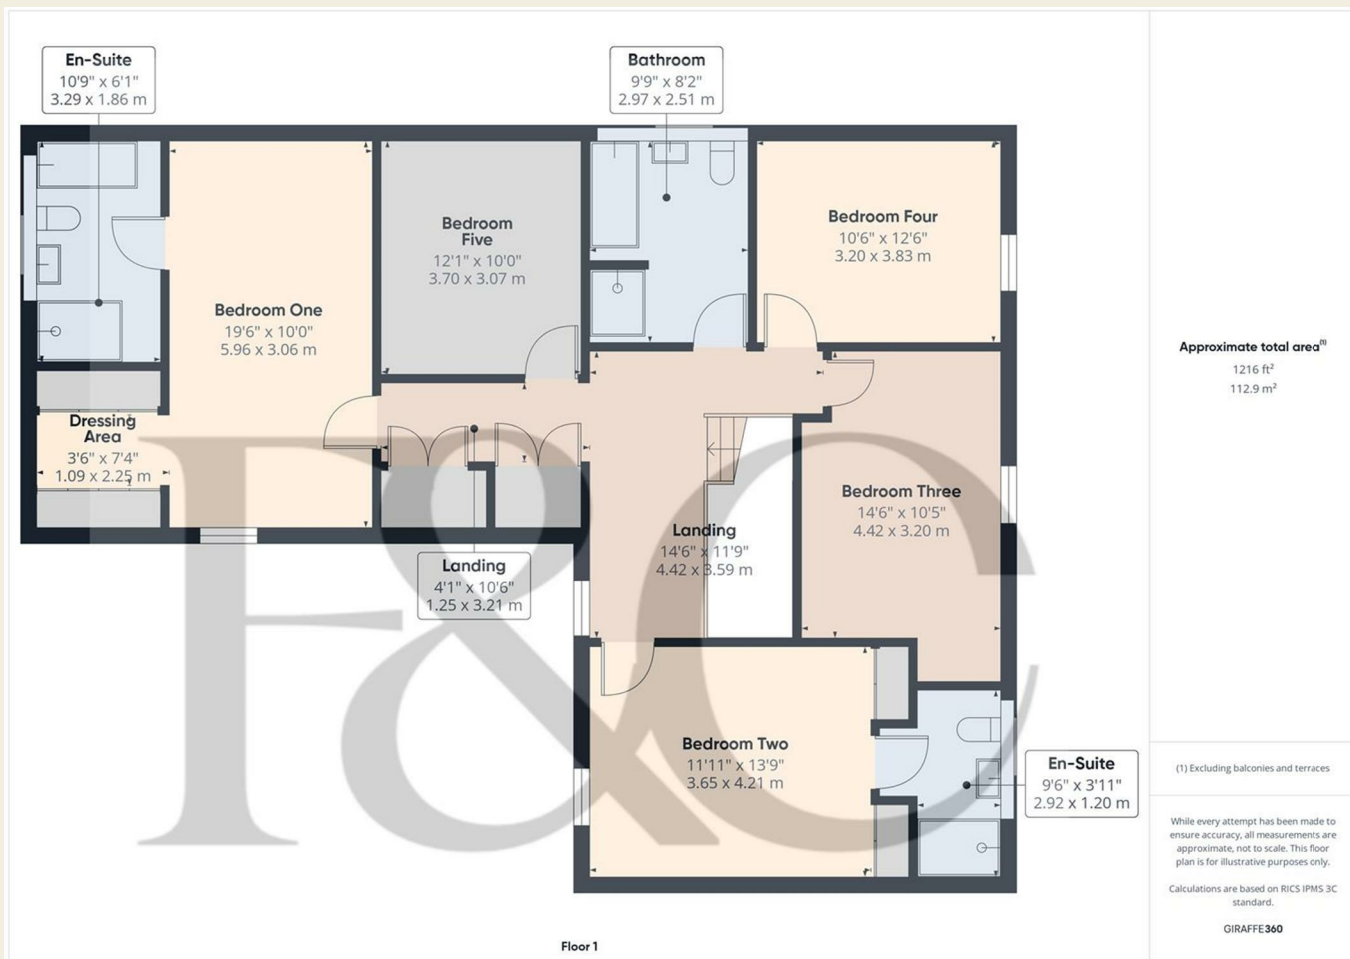 En-Suite
10'9" x 6'1"
3.29 x 1.86 m
Bathroom
9'9" x 8'2"
2.97 x 2.51 m
Bedroom
Five
12'1" x 10'0"
3.70 x 3.07 m
Bedroom Four
10'6" x 12'6"
3.20 x 3.83 m
Bedroom One
19'6" x 10'0"
5.96 x 3.06 m
Dressing
Area
3'6" x 7'4"
1.09 x 2.25 m
Bedroom Three
14'6" x 10'5"
4.42 x 3.20 m
Landing
14'6" x 11'9"
4.42 x 3.59 m
Landing
4'1" x 10'6"
1.25 x 3.21 m
Bedroom Two
11'11" x 13'9"
3.65 x 4.21 m
En-Suite
9'6" x 3'11"
2.92 x 1.20 m
F&C
Floor 1
Approximate total area(1)
1216 ft²
112.9 m²
(1) Excluding balconies and terraces
While every attempt has been made to
ensure accuracy, all measurements are
approximate, not to scale. This floor
plan is for illustrative purposes only.
Calculations are based on RICS IPMS 3C
standard.
GIRAFFE360